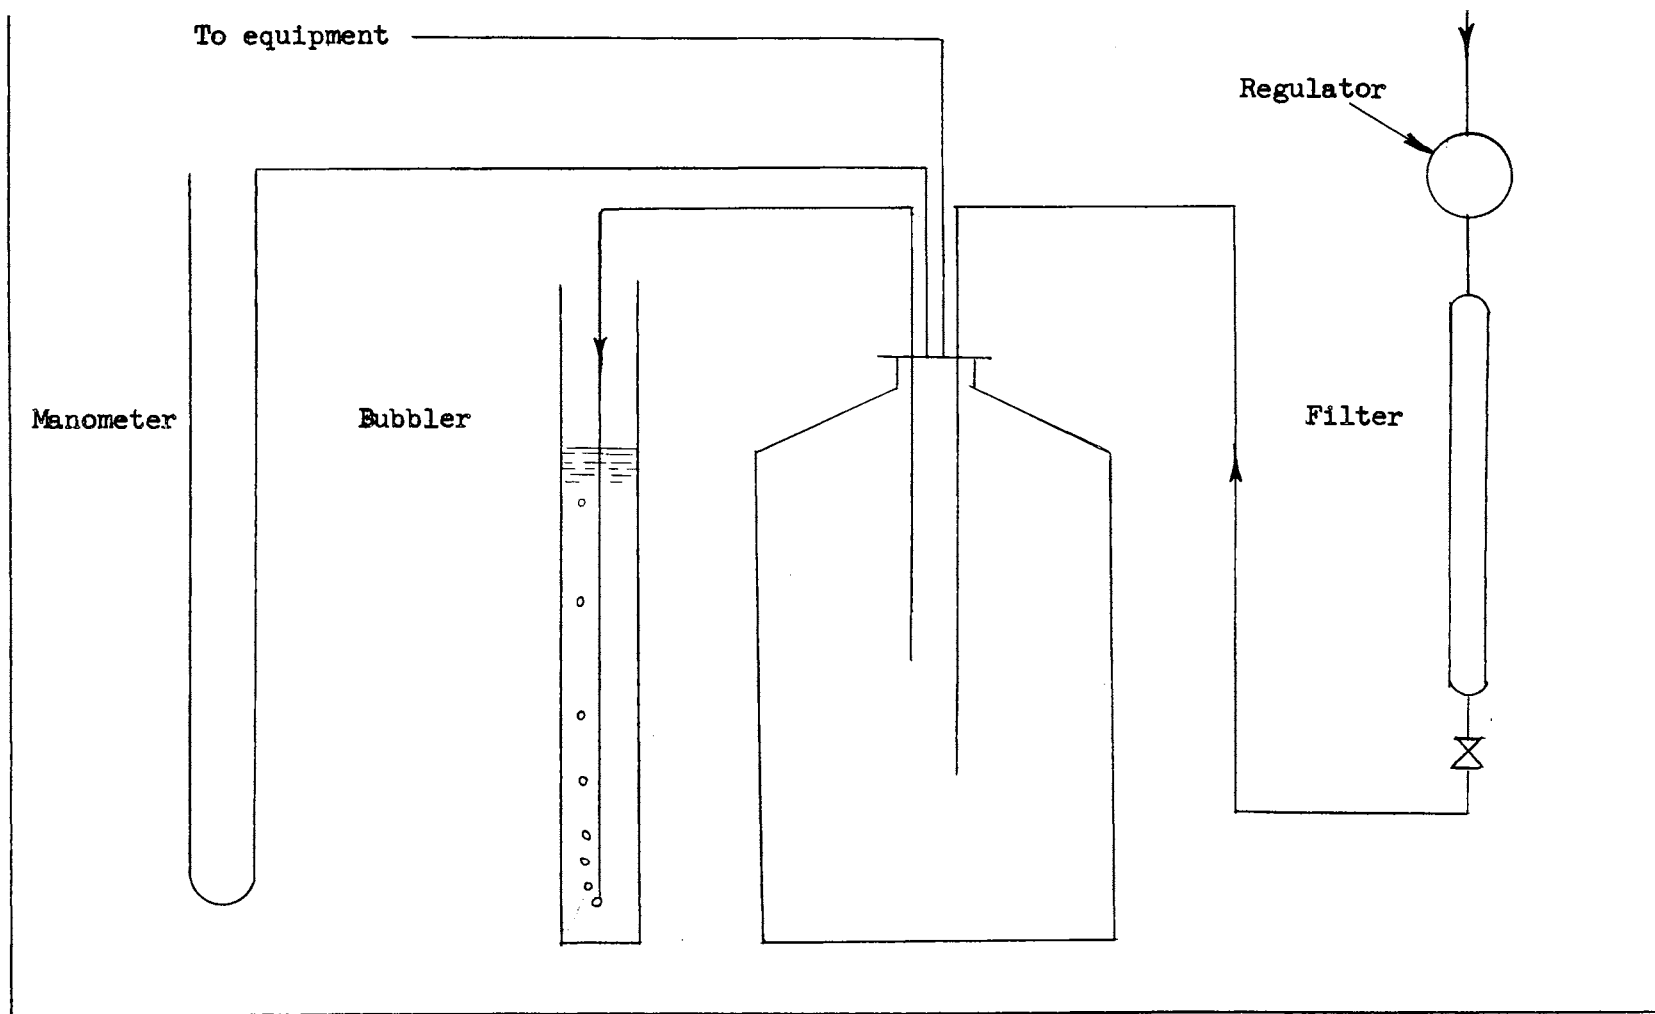 To equipment
Regulator
Manometer
Bubbler
Filter